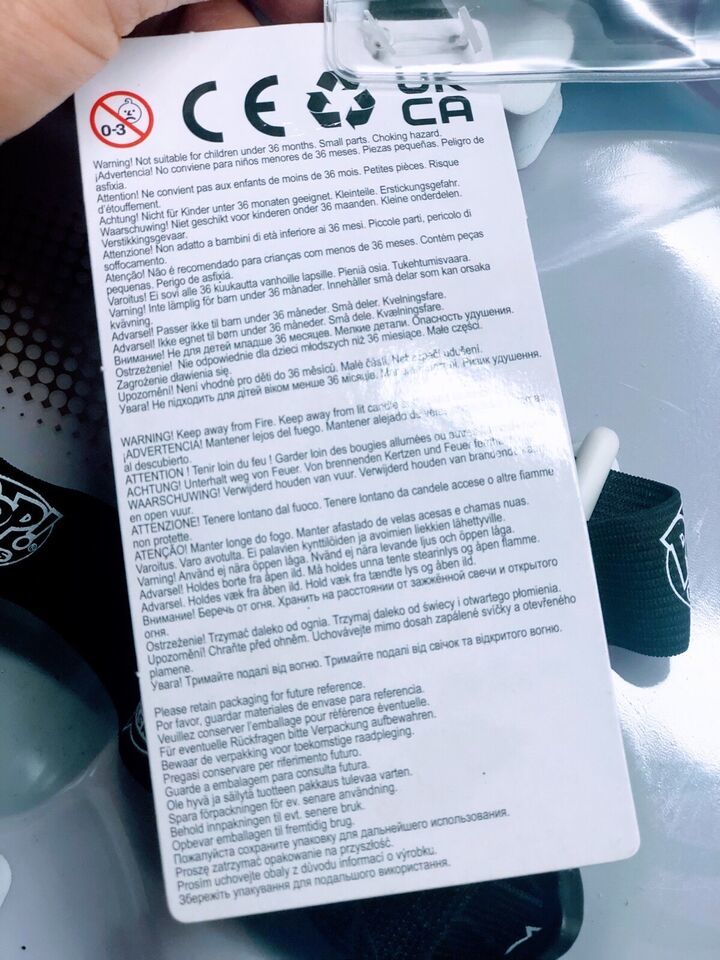 0-3
CE
UK
CA
Warning! Not suitable for children under 36 months. Small parts. Choking hazard.
¡Advertencia! No conviene para niños menores de 36 meses. Piezas pequeñas. Peligro de
asfixia.
Attention! Ne convient pas aux enfants de moins de 36 mois. Petites pièces. Risque
d'étouffement.
Achtung! Nicht für Kinder unter 36 monaten geeignet. Kleinteile. Erstickungsgefahr.
Waarschuwing! Niet geschikt voor kinderen onder 36 maanden. Kleine onderdelen.
Verstikkingsgevaar.
Attenzione! Non adatto a bambini di età inferiore ai 36 mesi. Piccole parti, pericolo di
soffocamento.
Atenção! Não é recomendado para crianças com menos de 36 meses. Contém peças
pequenas. Perigo de asfixia.
Varoitus! Ei sovi alle 36 kuukautta vanhoille lapsille. Pieniä osia. Tukehtumisvaara.
Varning! Inte lämplig för barn under 36 månader. Innehåller små delar som kan orsaka
kvävning.
Advarsel! Passer ikke til barn under 36 måneder. Små deler. Kvelningsfare.
Advarsel! Ikke egnet til børn under 36 måneder. Små dele. Kvælningsfare.
Внимание! Не для детей младше 36 месяцев. Мелкие детали. Опасность удушения.
Ostrzeżenie! Nie odpowiednie dla dzieci młodszych niż 36 miesiące. Małe części.
Zagrożenie dławienia się.
Upozornění! Není vhodné pro děti do 36 měsíců. Malé části. udušení.
Увага! Не підходить для дітей віком менше 36 місяців. Ризик удушення.
WARNING! Keep away from Fire. Keep away from lit candle
¡ADVERTENCIA! Mantener lejos del fuego. Mantener alejado de velas
al descubierto.
ATTENTION ! Tenir loin du feu ! Garder loin des bougies allumées ou
ACHTUNG! Unterhalt weg von Feuer. Von brennenden Kerzen und Feuer
WAARSCHUWING! Verwijderd houden van vuur. Verwijderd houden van
en open vuur.
ATTENZIONE! Tenere lontano dal fuoco. Tenere lontano da candele accese o altre fiamme
non protette.
ATENÇÃO! Manter longe do fogo. Manter afastado de velas acesas e chamas nuas.
Varoitus. Varo avotulta. Ei palavien kynttilöiden ja avoimien liekkien lähettyville.
Varning! Använd ej nära öppen låga. Nvänd ej nära levande ljus och öppen låga.
Advarsel! Holdes borte fra åpen ild. Må holdes unna tente stearinlys og åpen flamme.
Advarsel. Holdes væk fra åben ild. Hold væk fra tændte lys og åben ild.
Внимание! Беречь от огня. Хранить на расстоянии от зажжённой свечи и открытого
огня.
Ostrzeżenie! Trzymać daleko od ognia. Trzymaj daleko od świecy i otwartego płomienia.
Upozornění! Chraňte před ohněm. Uchovávejte mimo dosah zapálené svíčky a otevřeného
plamene.
Увага! Тримайте подалі від вогню. Тримайте подалі від свічок та відкритого вогню.
Please retain packaging for future reference.
Por favor, guardar materiales de envase para referencia.
Veuillez conserver l'emballage pour référence éventuelle.
Für eventuelle Rückfragen bitte Verpackung aufbewahren.
Bewaar de verpakking voor toekomstige raadpleging.
Pregasi conservare per riferimento futuro.
Guarde a embalagem para consulta futura.
Ole hyvä ja säilytä tuotteen pakkaus tulevaa varten.
Spara förpackningen för ev. senare användning.
Behold innpakningen til evt. senere bruk.
Opbevar emballagen til fremtidig brug.
Пожалуйста сохраните упаковку для дальнейшего использования.
Proszę zatrzymać opakowanie na przyszłość.
Prosím uchovejte obaly z důvodu informací o výrobku.
Збережіть упакування для подальшого використання.